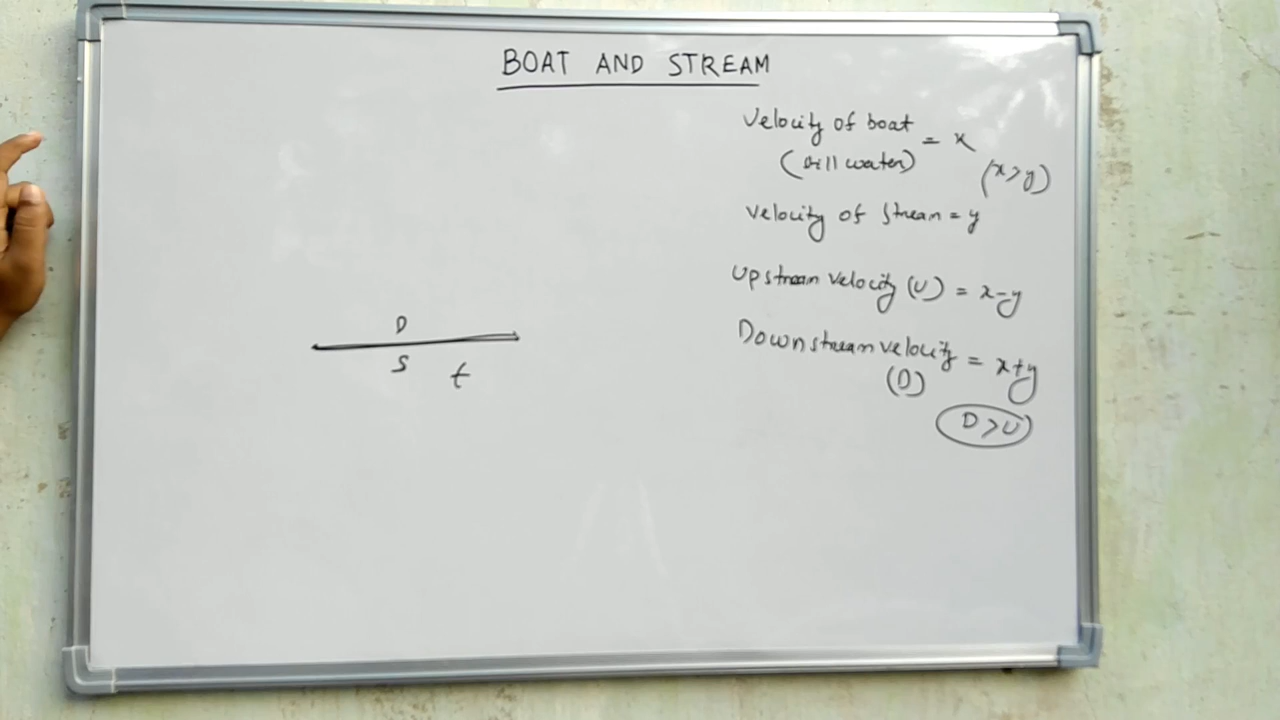 BOAT AND STREAM
Velocity of boat
(still water) = x
(x>y)
Velocity of stream = y
Upstream velocity (U) = x-y
Downstream velocity = x+y
(D)
D>U
D
S t